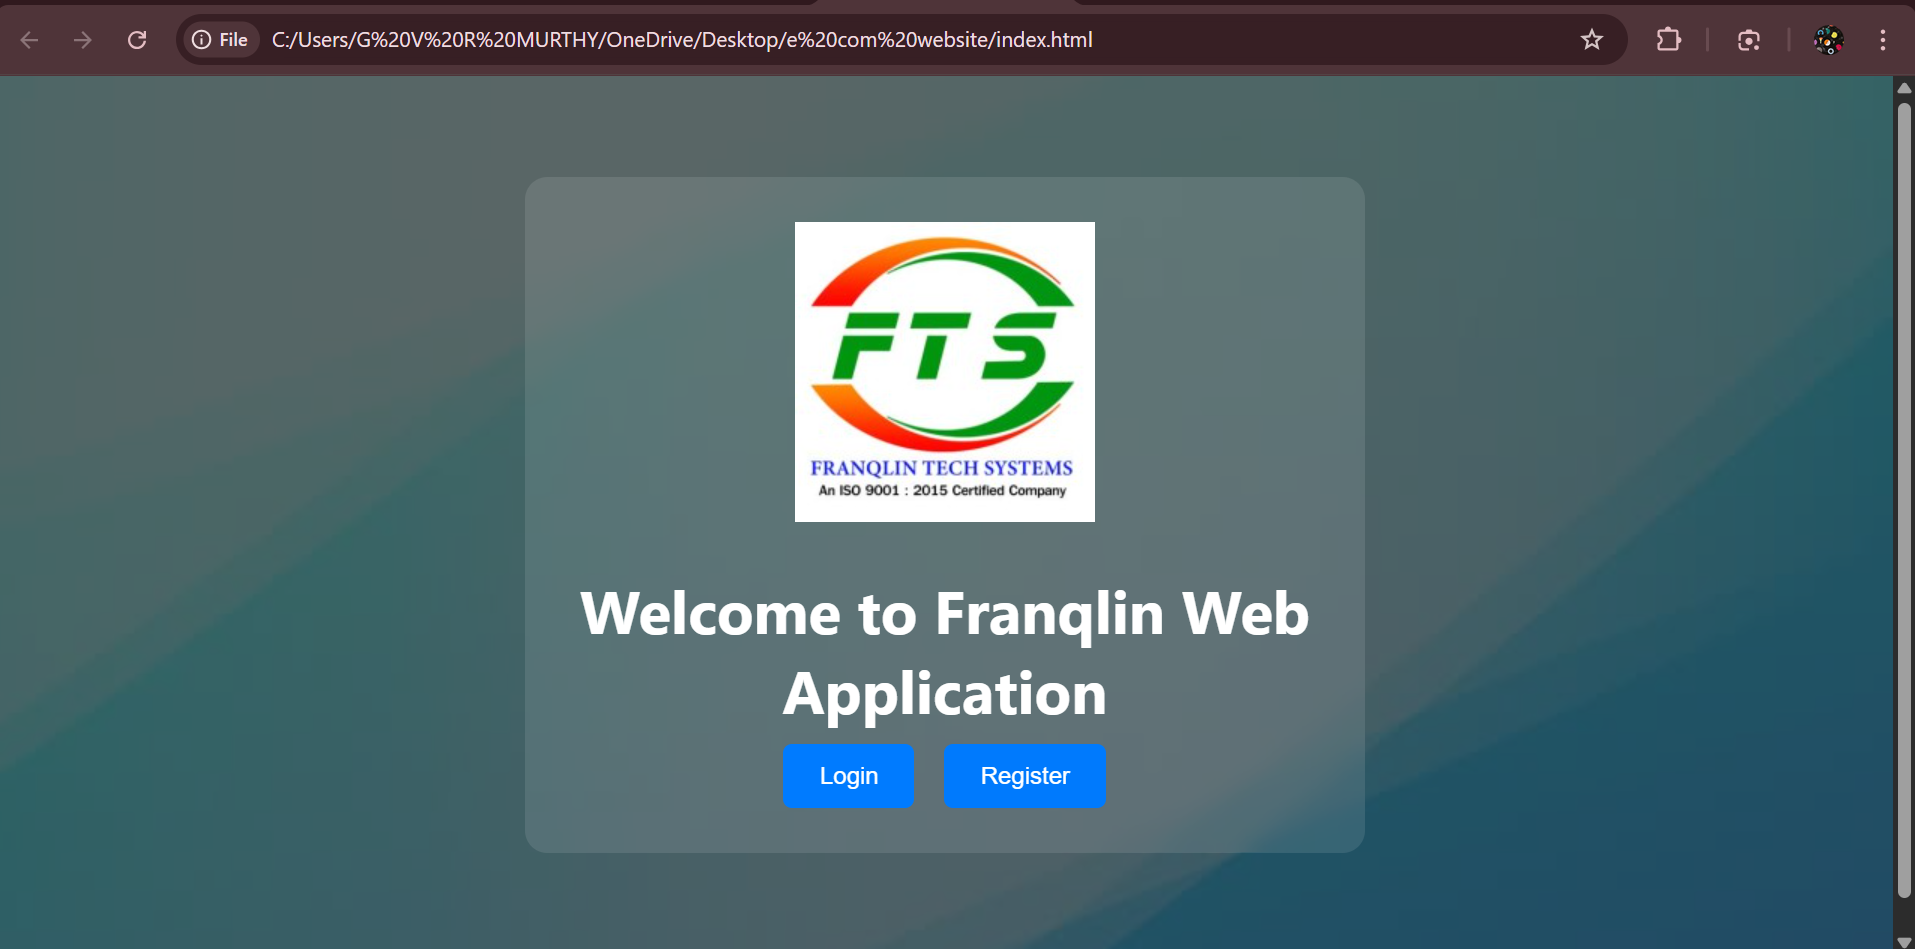 File C:/Users/G%20V%20R%20MURTHY/OneDrive/Desktop/e%20com%20website/index.html
FTS
FRANQLIN TECH SYSTEMS
An ISO 9001 : 2015 Certified Company
Welcome to Franqlin Web
Application
Login Register